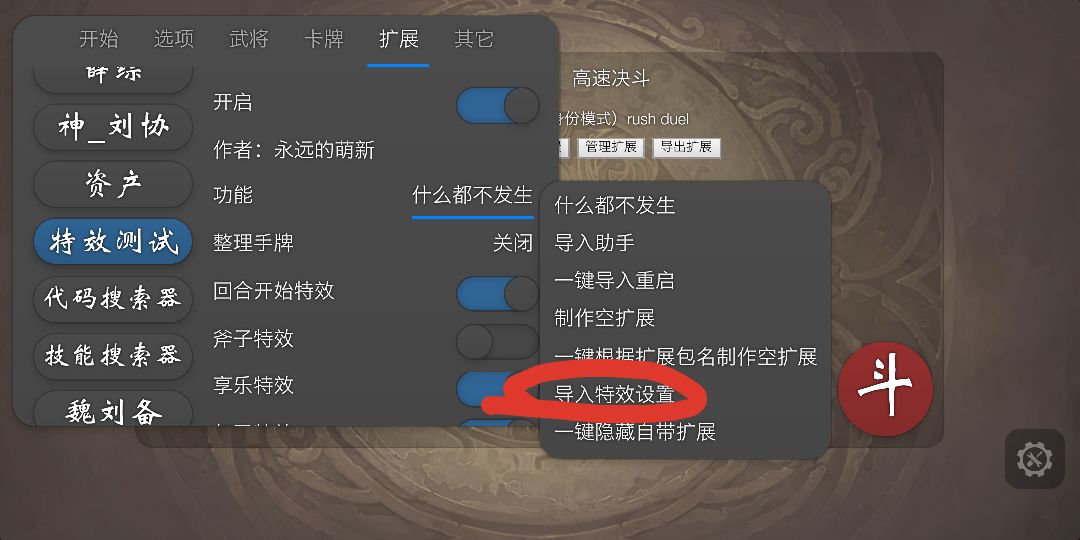 开始 选项 武将 卡牌 扩展 其它
薛综
神_刘协
资产
特效测试
代码搜索器
技能搜索器
魏刘备
开启
作者：永远的萌新
功能 什么都不发生
整理手牌 关闭
回合开始特效
斧子特效
享乐特效
什么都不发生
导入助手
一键导入重启
制作空扩展
一键根据扩展包名制作空扩展
导入特效设置
一键隐藏自带扩展
高速决斗
份模式）rush duel
管理扩展 导出扩展
斗